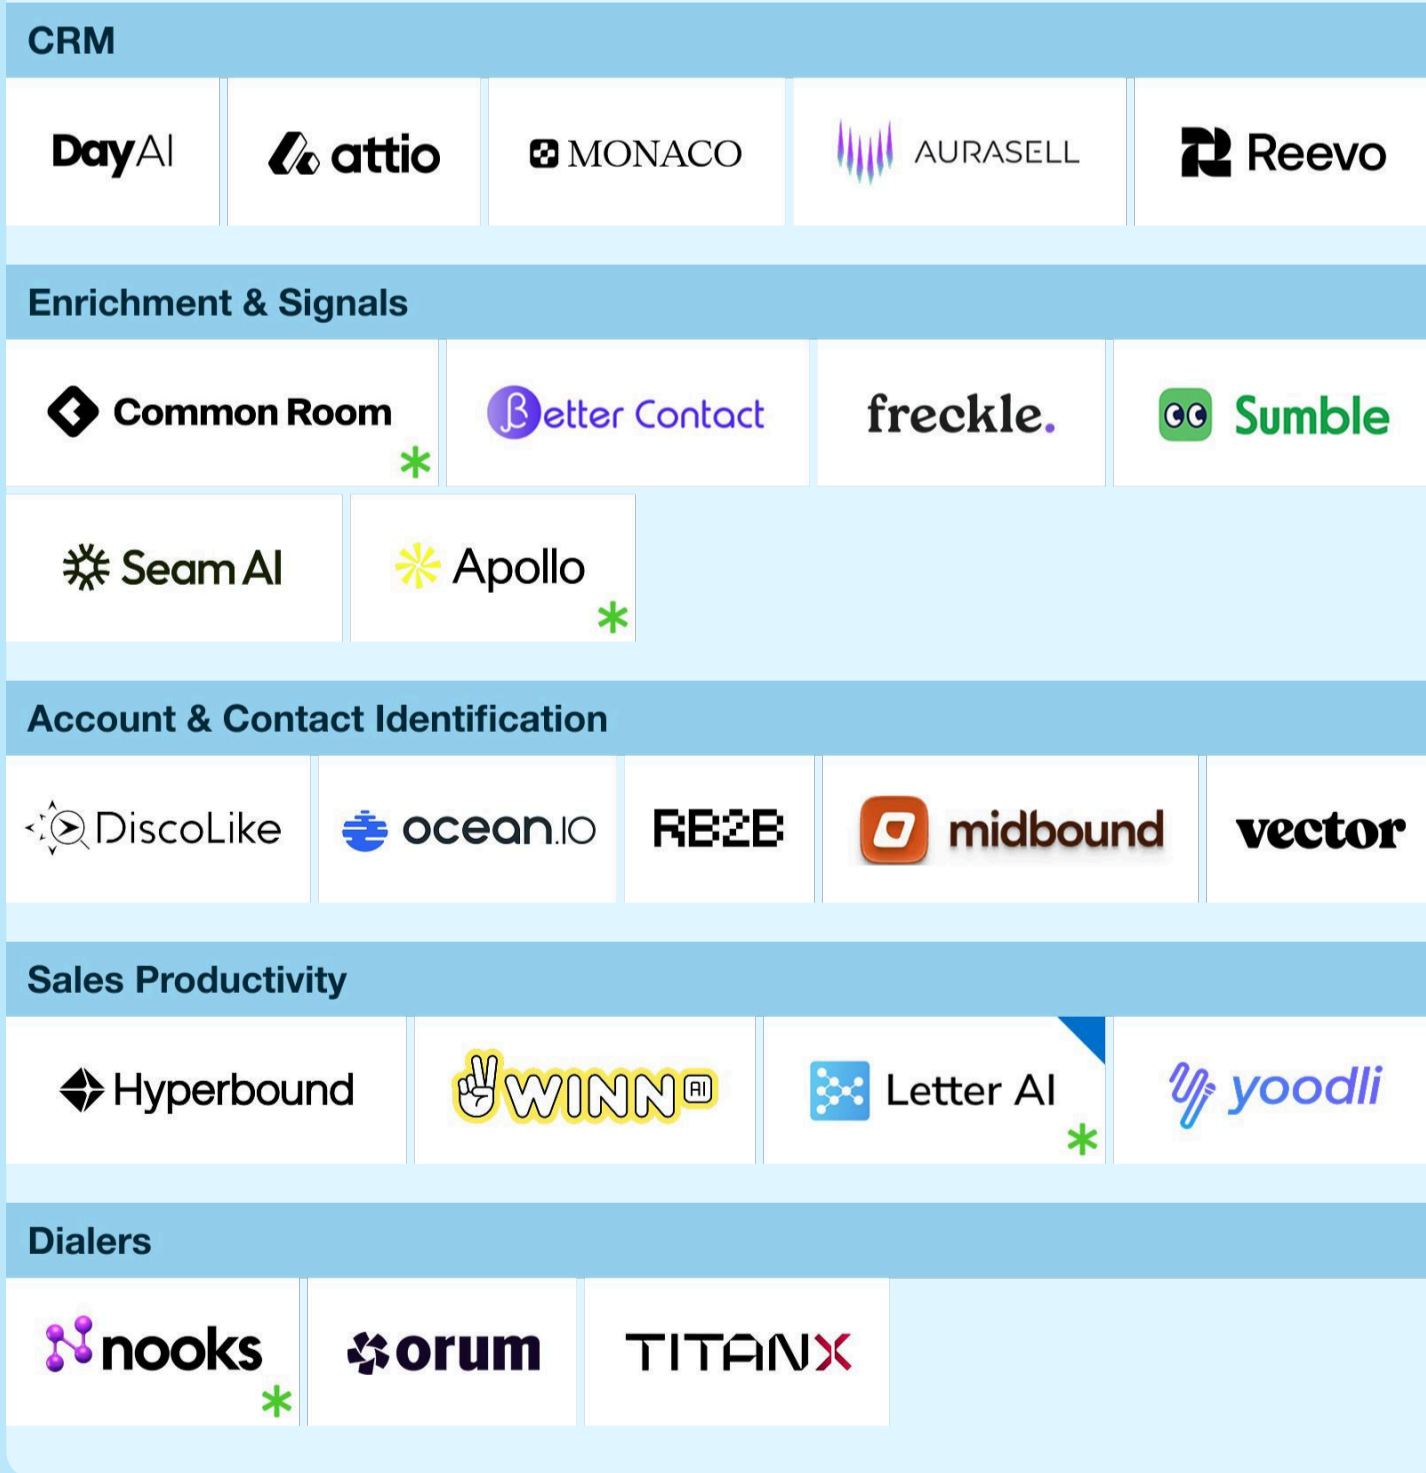 CRM
DayAI attio MONACO AURASELL Reevo
Enrichment & Signals
Common Room Better Contact freckle. Sumble
*
Seam AI Apollo
*
Account & Contact Identification
DiscoLike ocean.IO RB2B midbound vector
Sales Productivity
Hyperbound WINN AI Letter AI yoodli
*
Dialers
nooks orum TITANX
*